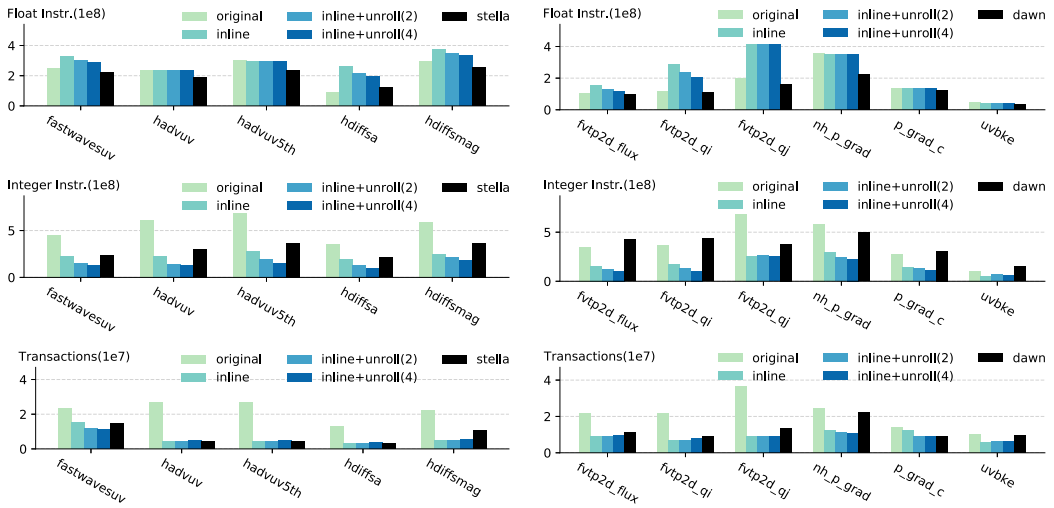 Float Instr.(1e8)
original
inline+unroll(2)
stella
inline
inline+unroll(4)
4
2
0
fastwavesuv
hadvuv
hadvuv5th
hdiffsa
hdiffsmag
Integer Instr.(1e8)
original
inline+unroll(2)
stella
inline
inline+unroll(4)
5
0
fastwavesuv
hadvuv
hadvuv5th
hdiffsa
hdiffsmag
Transactions(1e7)
original
inline+unroll(2)
stella
inline
inline+unroll(4)
4
2
0
fastwavesuv
hadvuv
hadvuv5th
hdiffsa
hdiffsmag
Float Instr.(1e8)
original
inline+unroll(2)
dawn
inline
inline+unroll(4)
4
2
0
fvtp2d_flux
fvtp2d_qi
fvtp2d_qj
nh_p_grad
p_grad_c
uvbke
Integer Instr.(1e8)
original
inline+unroll(2)
dawn
inline
inline+unroll(4)
5
0
fvtp2d_flux
fvtp2d_qi
fvtp2d_qj
nh_p_grad
p_grad_c
uvbke
Transactions(1e7)
original
inline+unroll(2)
dawn
inline
inline+unroll(4)
4
2
0
fvtp2d_flux
fvtp2d_qi
fvtp2d_qj
nh_p_grad
p_grad_c
uvbke